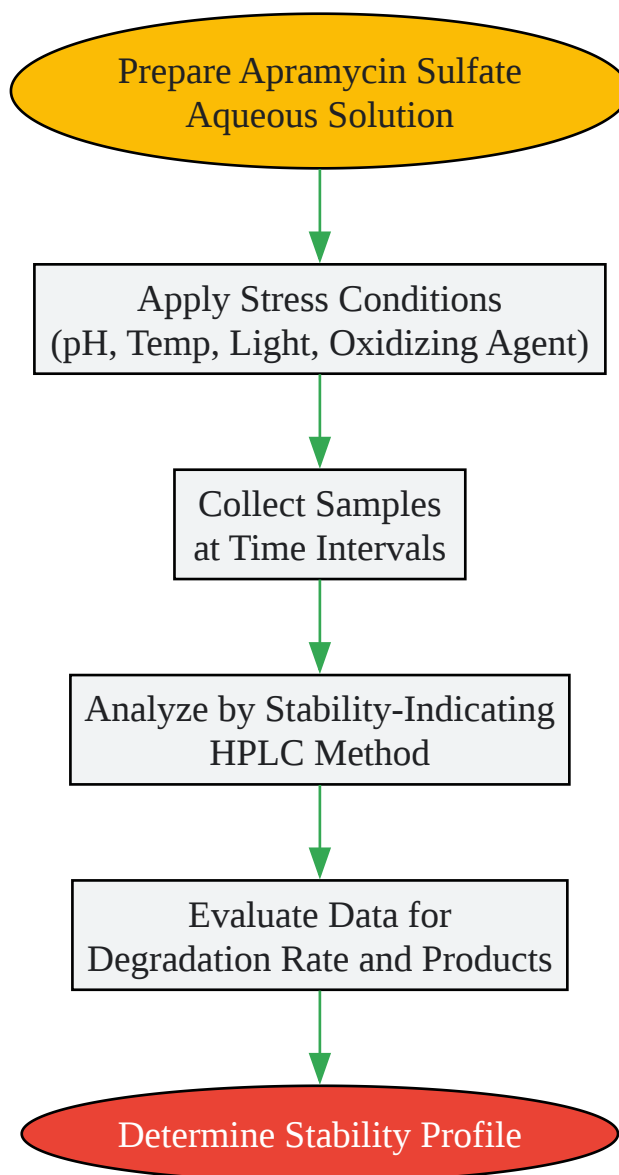 Prepare Apramycin Sulfate
Aqueous Solution
Apply Stress Conditions
(pH, Temp, Light, Oxidizing Agent)
Collect Samples
at Time Intervals
Analyze by Stability-Indicating
HPLC Method
Evaluate Data for
Degradation Rate and Products
Determine Stability Profile